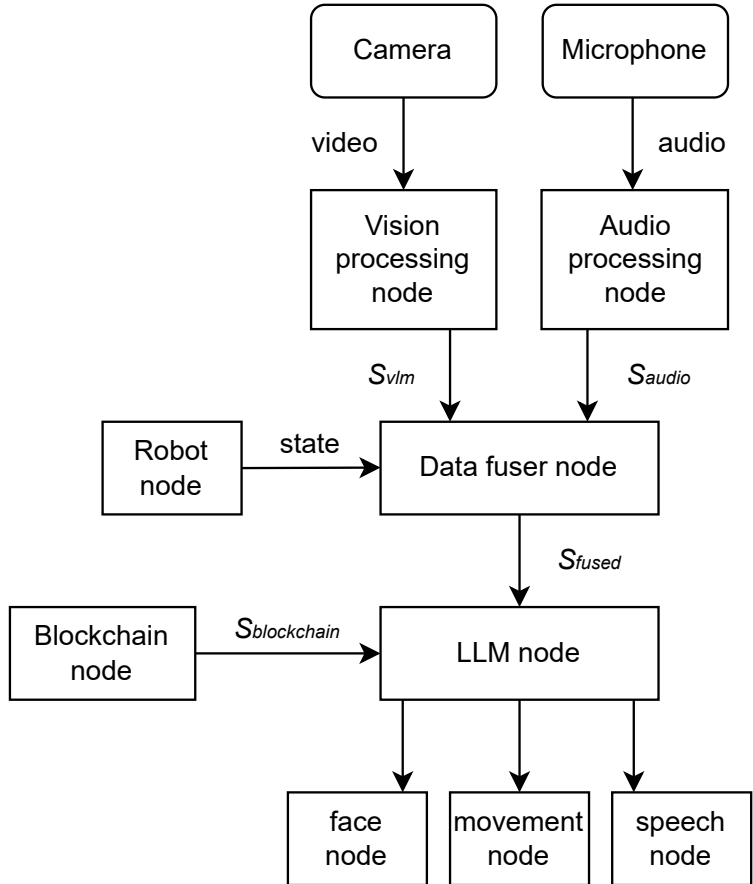 Camera
Microphone
video
audio
Vision
processing
node
Audio
processing
node
Svlm
Saudio
Robot
node
state
Data fuser node
Sfused
Blockchain
node
Sblockchain
LLM node
face
node
movement
node
speech
node